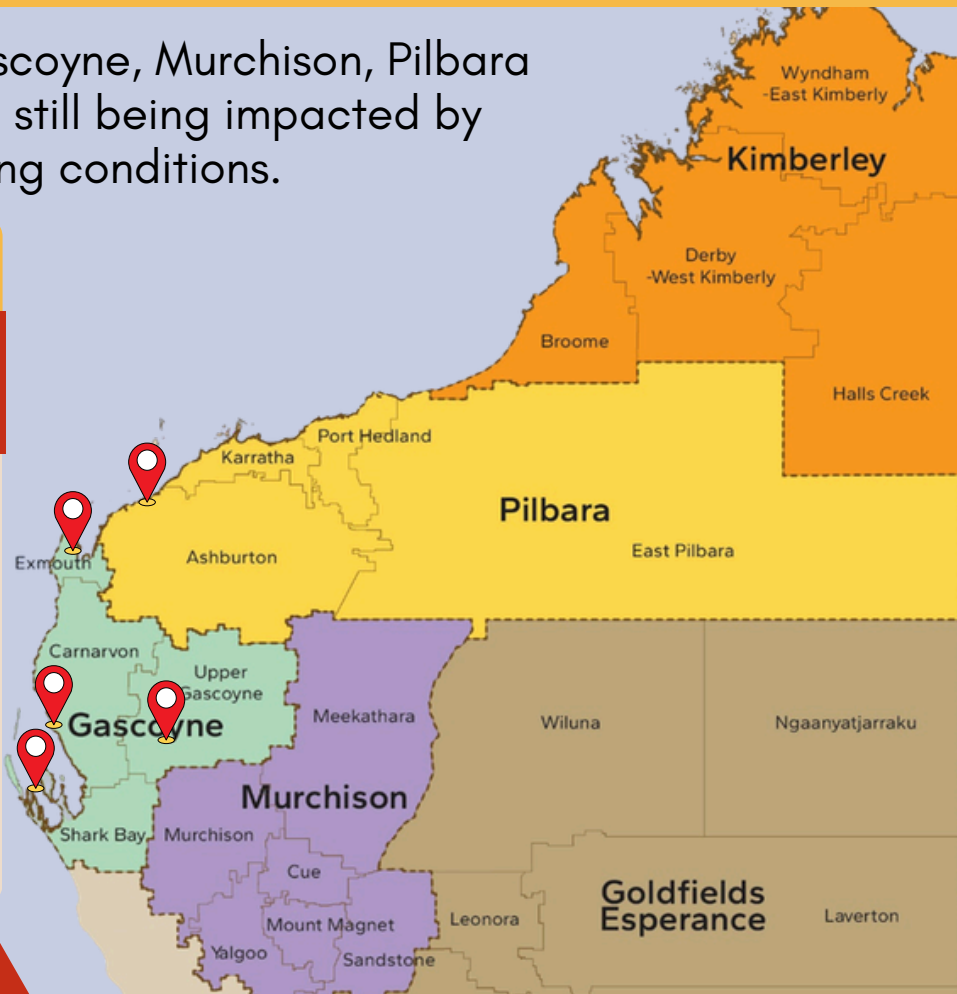 scoyne, Murchison, Pilbara
still being impacted by
ng conditions.
Wyndham
-East Kimberly
Kimberley
Derby
-West Kimberly
Broome
Halls Creek
Port Hedland
Karratha
Pilbara
East Pilbara
Ashburton
Exmouth
Carnarvon
Upper
Gascoyne
Gascoyne
Meekathara
Wiluna
Ngaanyatjarraku
Murchison
Shark Bay
Murchison
Cue
Goldfields
Esperance
Laverton
Leonora
Mount Magnet
Yalgoo
Sandstone